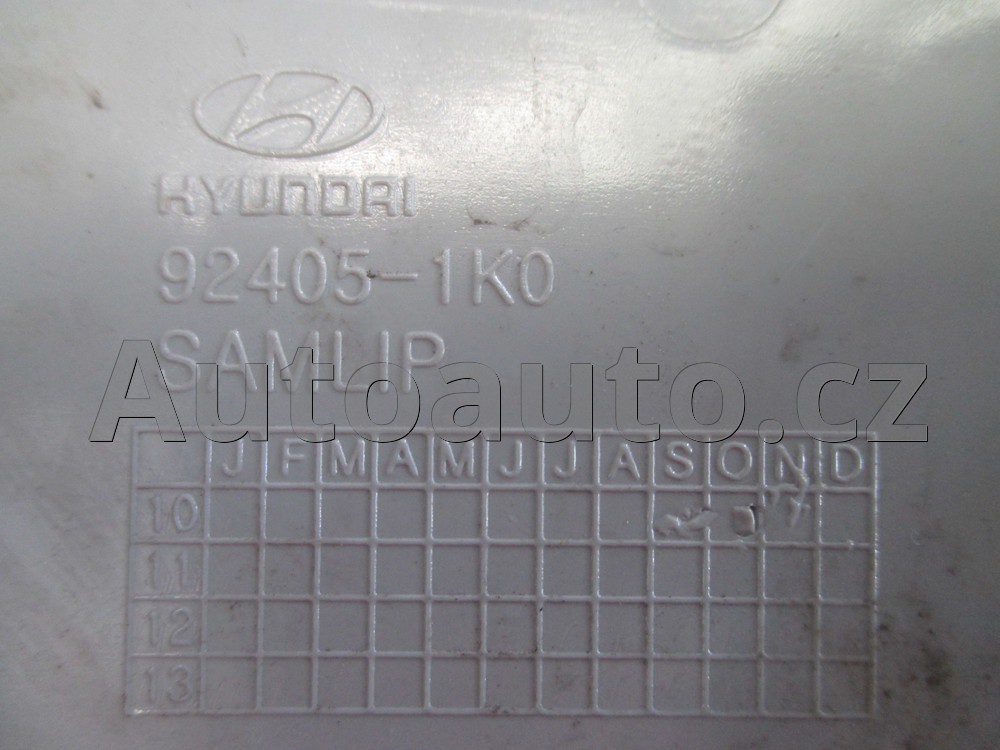 HYUNDAI
92405-1K0
SAMLIP
Autoauto.cz
J F M A M J J A S O N D
10
11
12
13